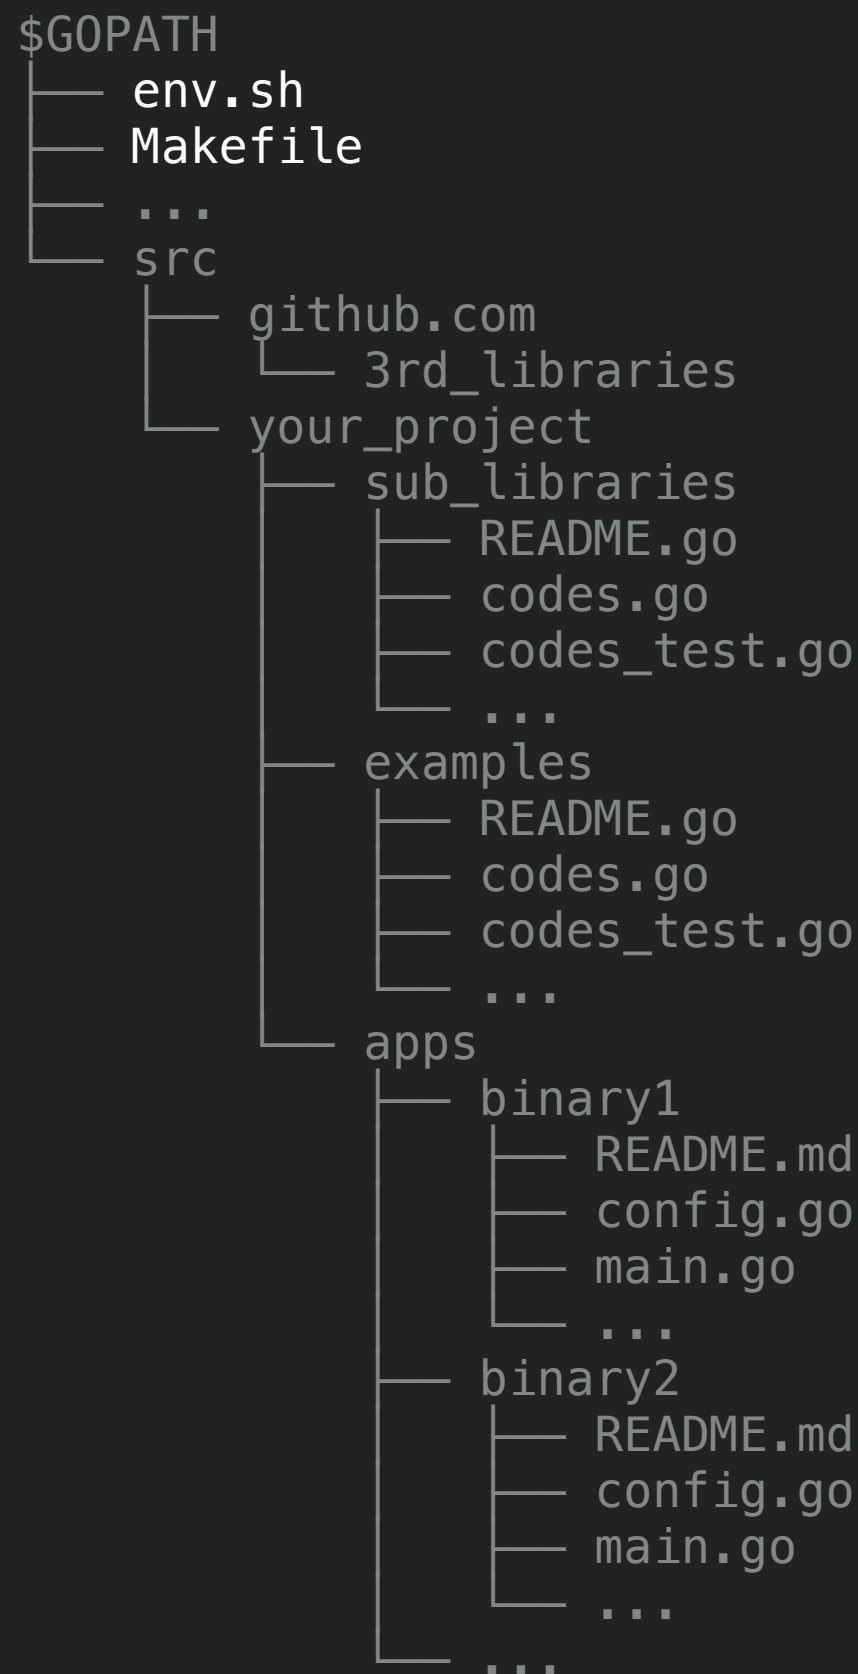 $GOPATH
├── env.sh
├── Makefile
├── ...
└── src
    ├── github.com
    │   └── 3rd_libraries
    └── your_project
        ├── sub_libraries
        │   ├── README.go
        │   ├── codes.go
        │   ├── codes_test.go
        │   └── ...
        ├── examples
        │   ├── README.go
        │   ├── codes.go
        │   ├── codes_test.go
        │   └── ...
        └── apps
            ├── binary1
            │   ├── README.md
            │   ├── config.go
            │   ├── main.go
            │   └── ...
            ├── binary2
            │   ├── README.md
            │   ├── config.go
            │   ├── main.go
            │   └── ...
            └── ...